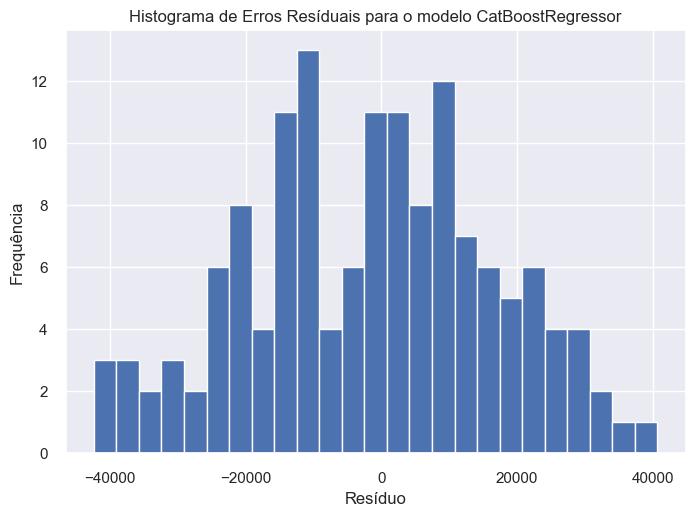 Histograma de Erros Resíduais para o modelo CatBoostRegressor
Frequência
12
10
8
6
4
2
0
−40000 −20000 0 20000 40000
Resíduo